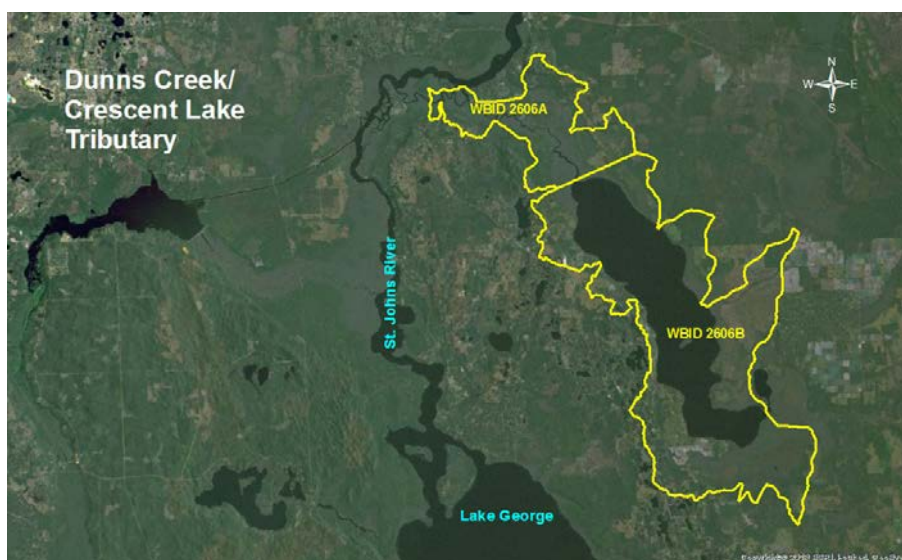 Dunns Creek/
Crescent Lake
Tributary
N
W E
S
WBID 2606A
St. Johns River
WBID 2606B
Lake George